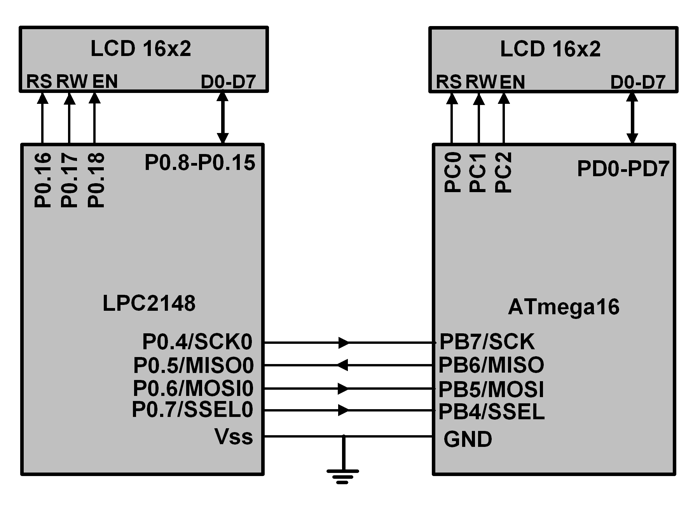 LCD 16x2
RS RW EN D0-D7
P0.16
P0.17
P0.18
P0.8-P0.15
LPC2148
P0.4/SCK0
P0.5/MISO0
P0.6/MOSI0
P0.7/SSEL0
Vss
LCD 16x2
RS RW EN D0-D7
PC0
PC1
PC2
PD0-PD7
ATmega16
PB7/SCK
PB6/MISO
PB5/MOSI
PB4/SSEL
GND